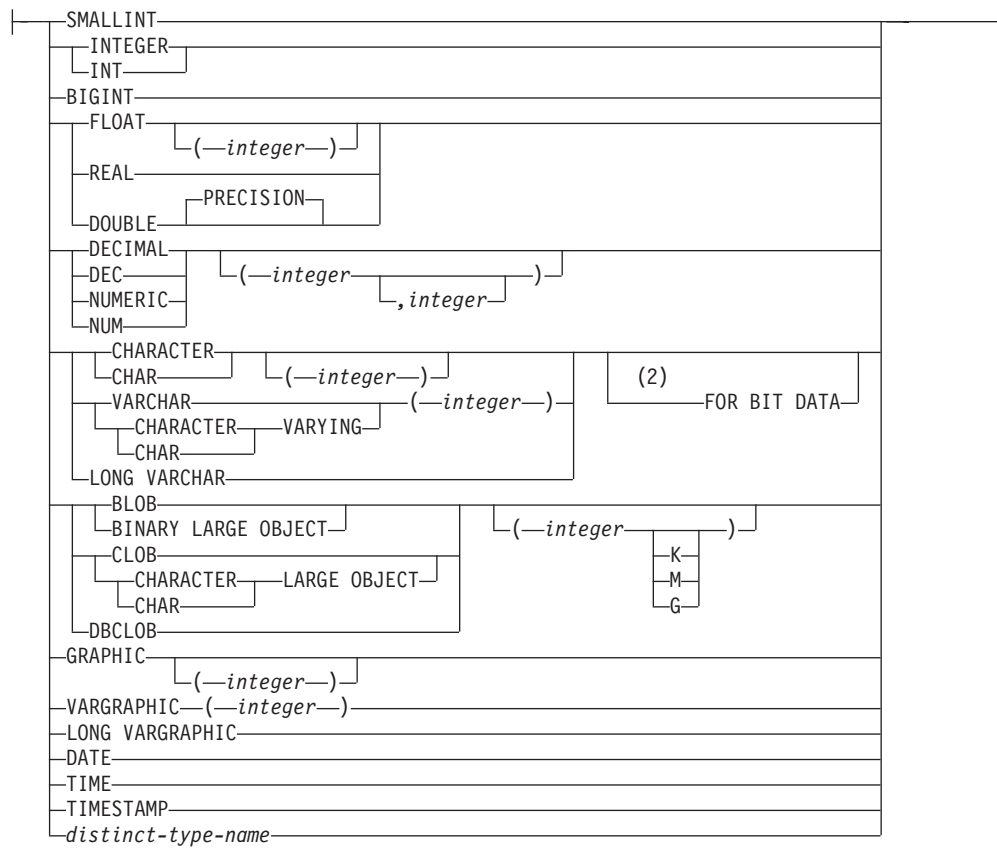 SMALLINT
INTEGER
INT
BIGINT
FLOAT
( integer )
REAL
PRECISION
DOUBLE
DECIMAL
DEC ( integer )
NUMERIC ,integer
NUM
CHARACTER
CHAR ( integer ) (2)
VARCHAR ( integer ) FOR BIT DATA
CHARACTER VARYING
CHAR
LONG VARCHAR
BLOB
BINARY LARGE OBJECT ( integer )
CLOB K
CHARACTER LARGE OBJECT M
CHAR G
DBCLOB
GRAPHIC
( integer )
VARGRAPHIC ( integer )
LONG VARGRAPHIC
DATE
TIME
TIMESTAMP
distinct-type-name